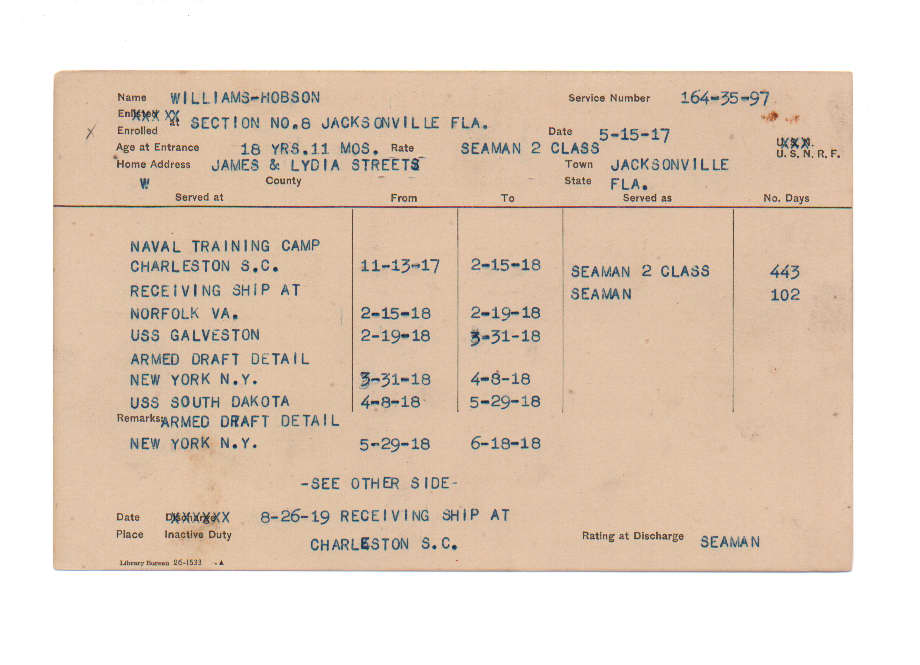 Name WILLIAMS-HOBSON Service Number 164-35-97
Enlisted XX
Enrolled at SECTION NO.8 JACKSONVILLE FLA. Date 5-15-17
Age at Entrance 18 YRS.11 MOS. Rate SEAMAN 2 CLASS U.S.N.R.F.
Home Address JAMES & LYDIA STREETS Town JACKSONVILLE
W County State FLA.
Served at From To Served as No. Days
NAVAL TRAINING CAMP
CHARLESTON S.C. 11-13-17 2-15-18 SEAMAN 2 CLASS 443
RECEIVING SHIP AT SEAMAN 102
NORFOLK VA. 2-15-18 2-19-18
USS GALVESTON 2-19-18 3-31-18
ARMED DRAFT DETAIL
NEW YORK N.Y. 3-31-18 4-8-18
USS SOUTH DAKOTA 4-8-18 5-29-18
Remarks: ARMED DRAFT DETAIL
NEW YORK N.Y. 5-29-18 6-18-18
-SEE OTHER SIDE-
Date Discharge 8-26-19 RECEIVING SHIP AT
Place Inactive Duty CHARLESTON S.C. Rating at Discharge SEAMAN
Library Bureau 26-1533 A